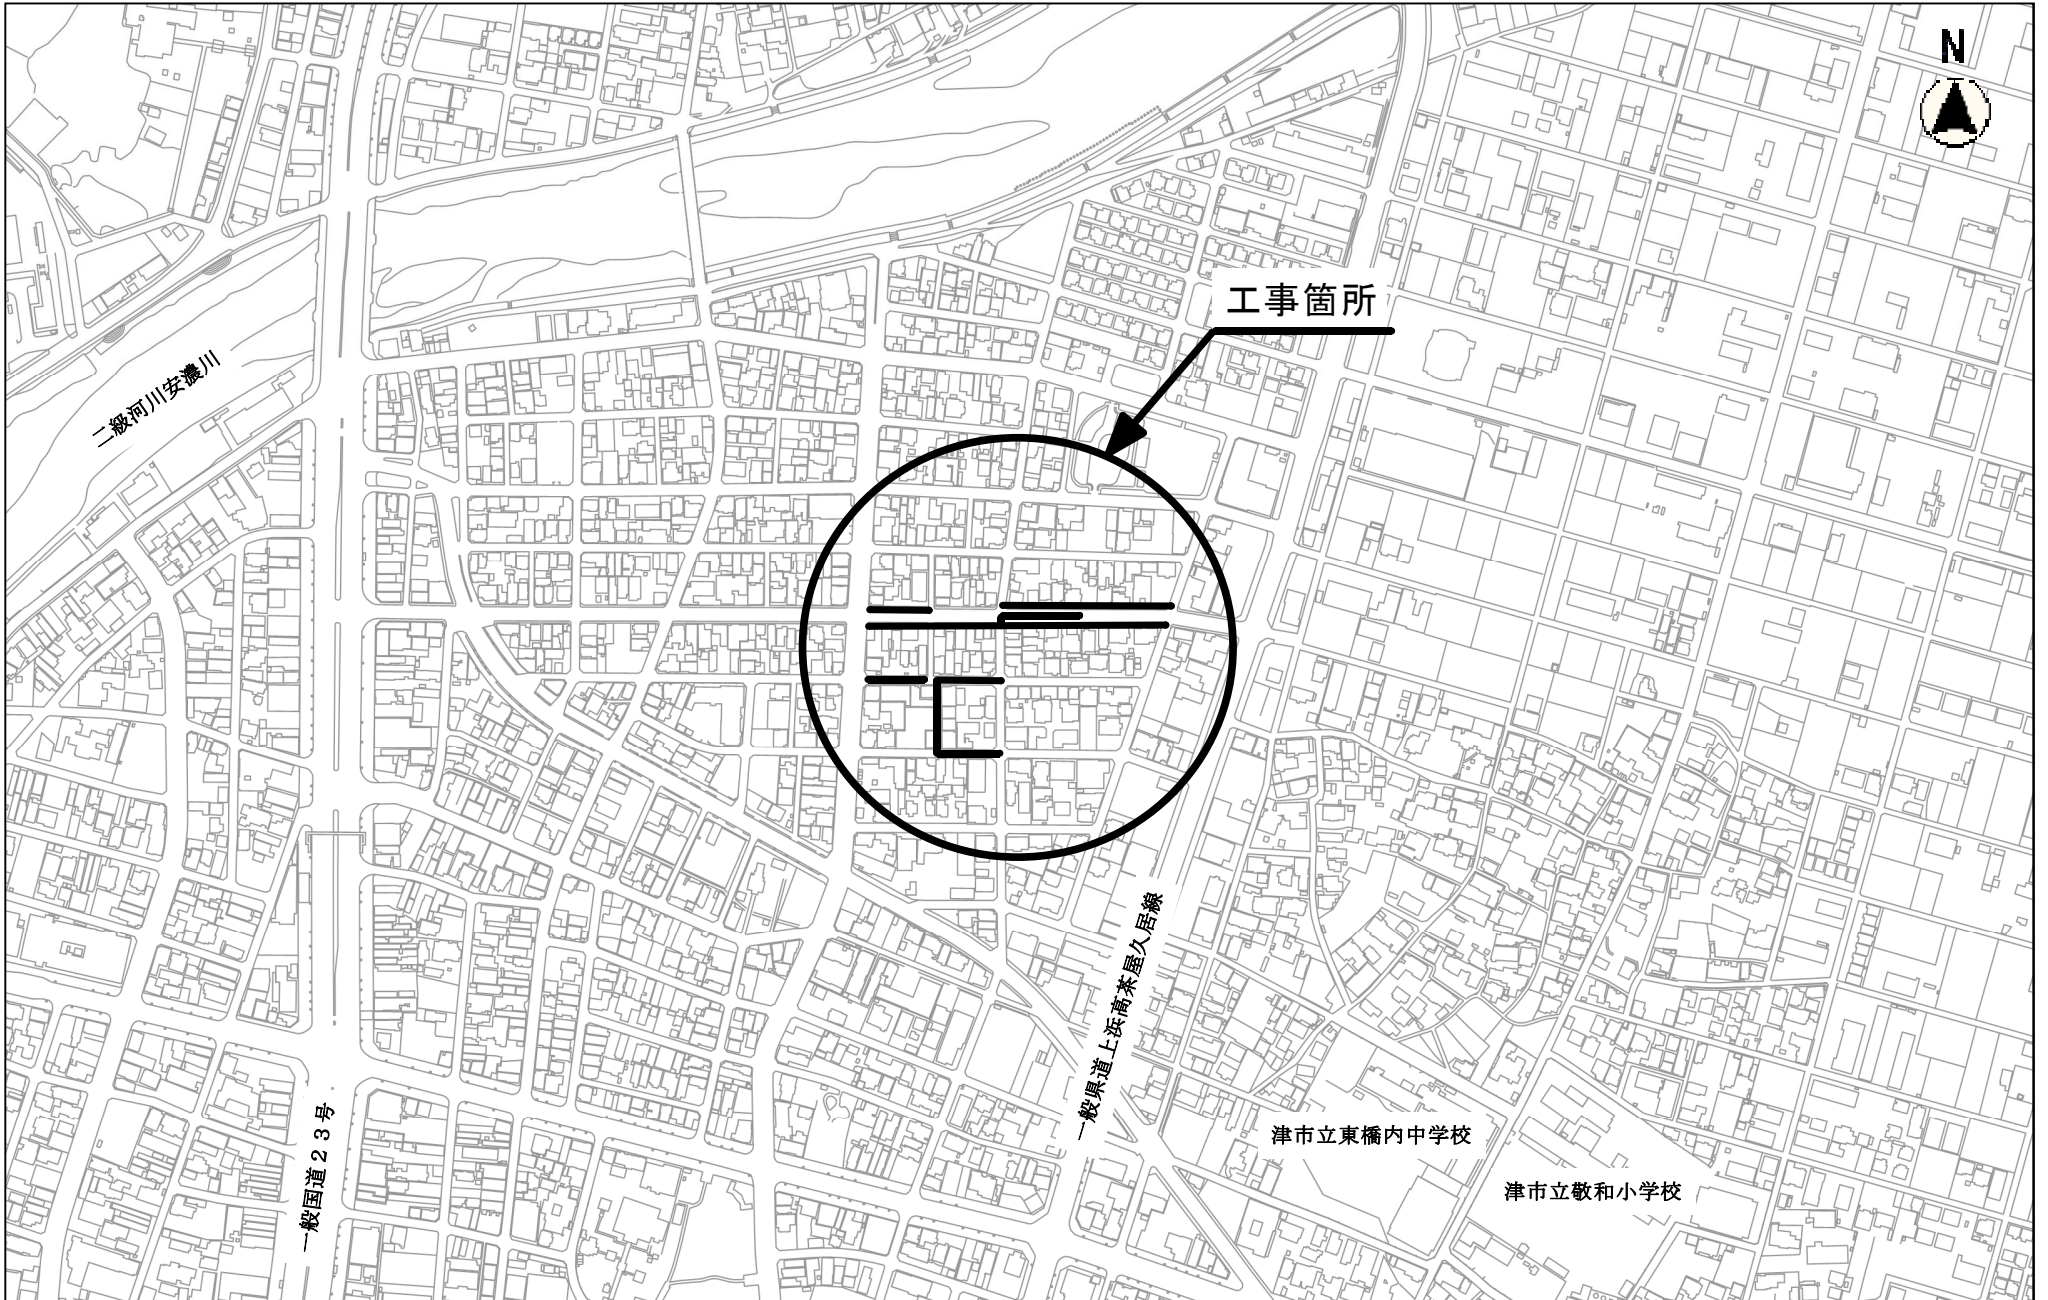 N
工事箇所
二級河川安濃川
一般県道上浜高茶屋久居線
一般国道２３号
津市立東橋内中学校
津市立敬和小学校